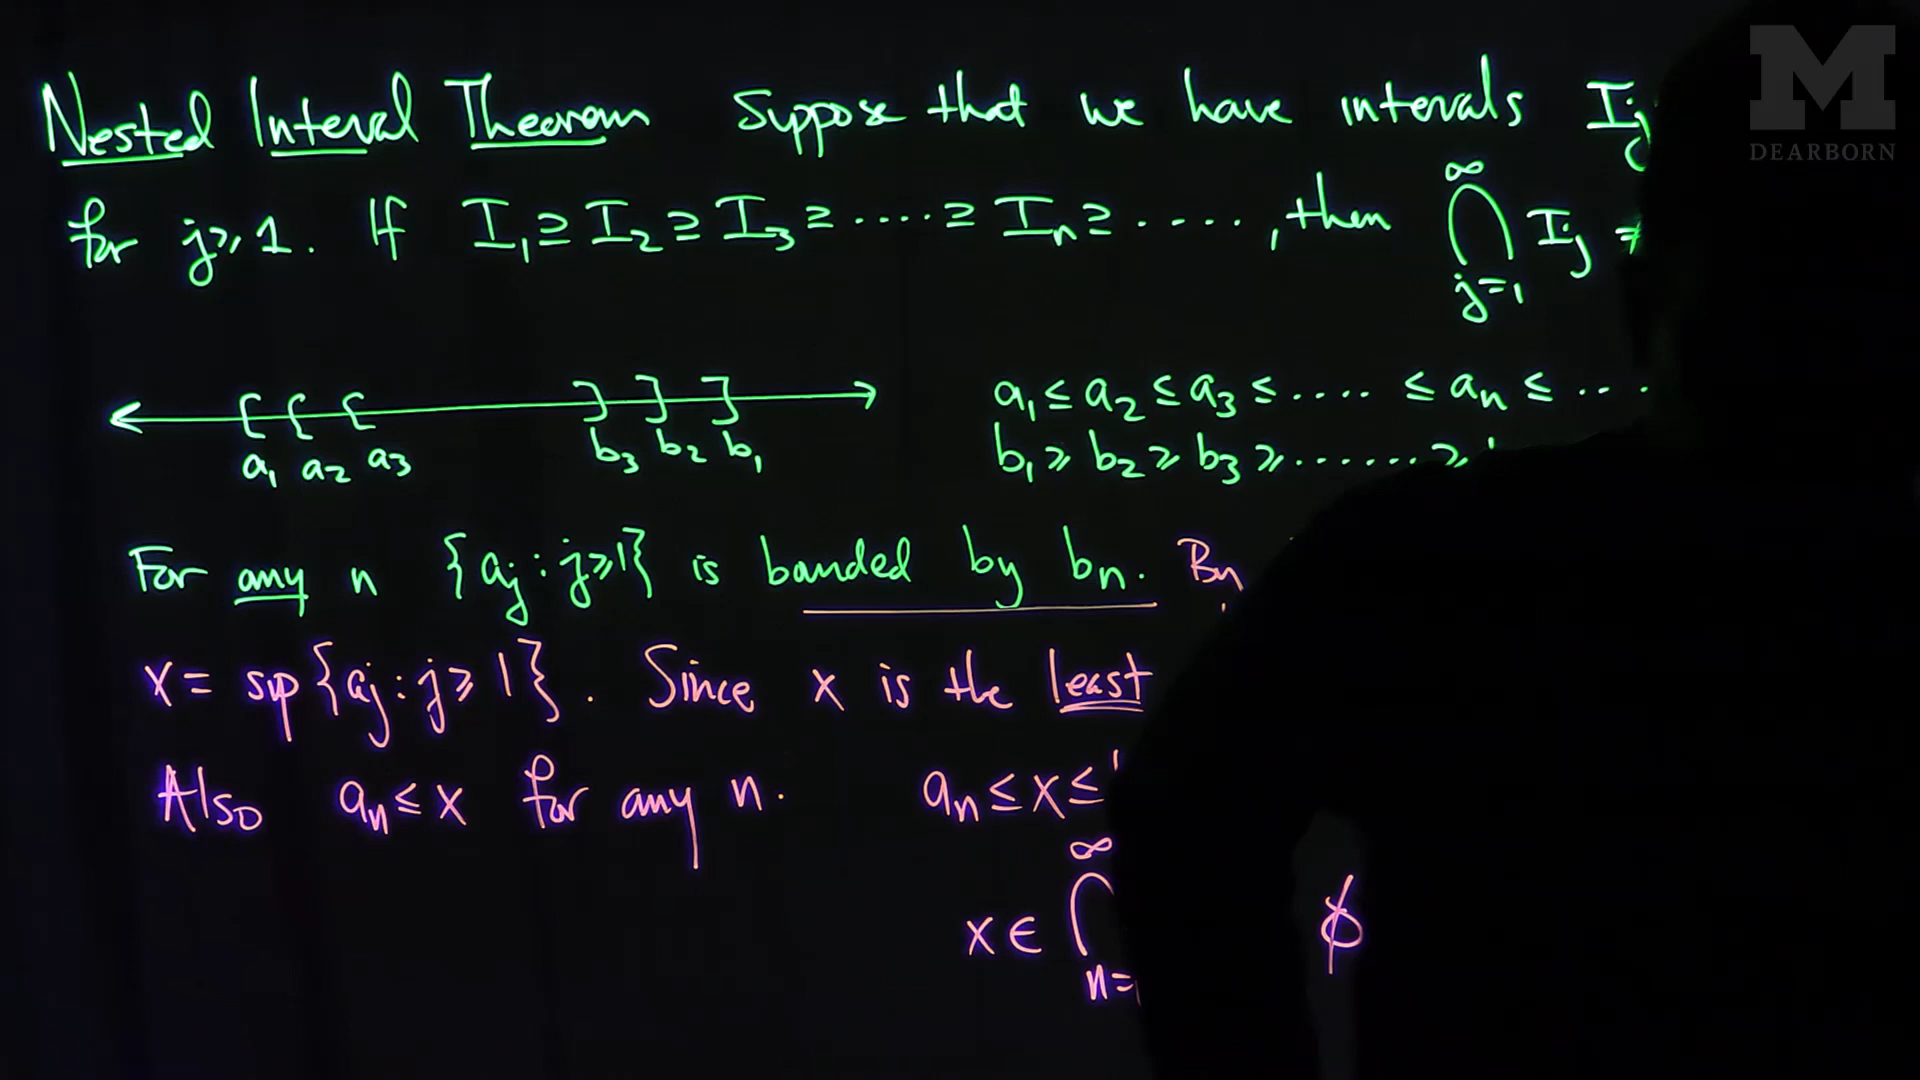 M
DEARBORN
Nested Interval Theorem Suppose that we have intervals Ij
for j⩾1. If I₁ ⊇ I₂ ⊇ I₃ ⊇ ···· ⊇ Iₙ ⊇ ····, then ∞ ⋂ j=1 Ij
a₁ a₂ a₃ b₃ b₂ b₁
a₁ ≤ a₂ ≤ a₃ ≤ ···· ≤ aₙ ≤ ···
b₁ ⩾ b₂ ⩾ b₃ ⩾ ······· ⩾
For any n {aj : j⩾1} is bounded by bₙ. By
x = sup{aj : j⩾1}. Since x is the least
Also aₙ ≤ x for any n. aₙ ≤ x ≤
x ∈ ∞ ⋂ n= ϕ